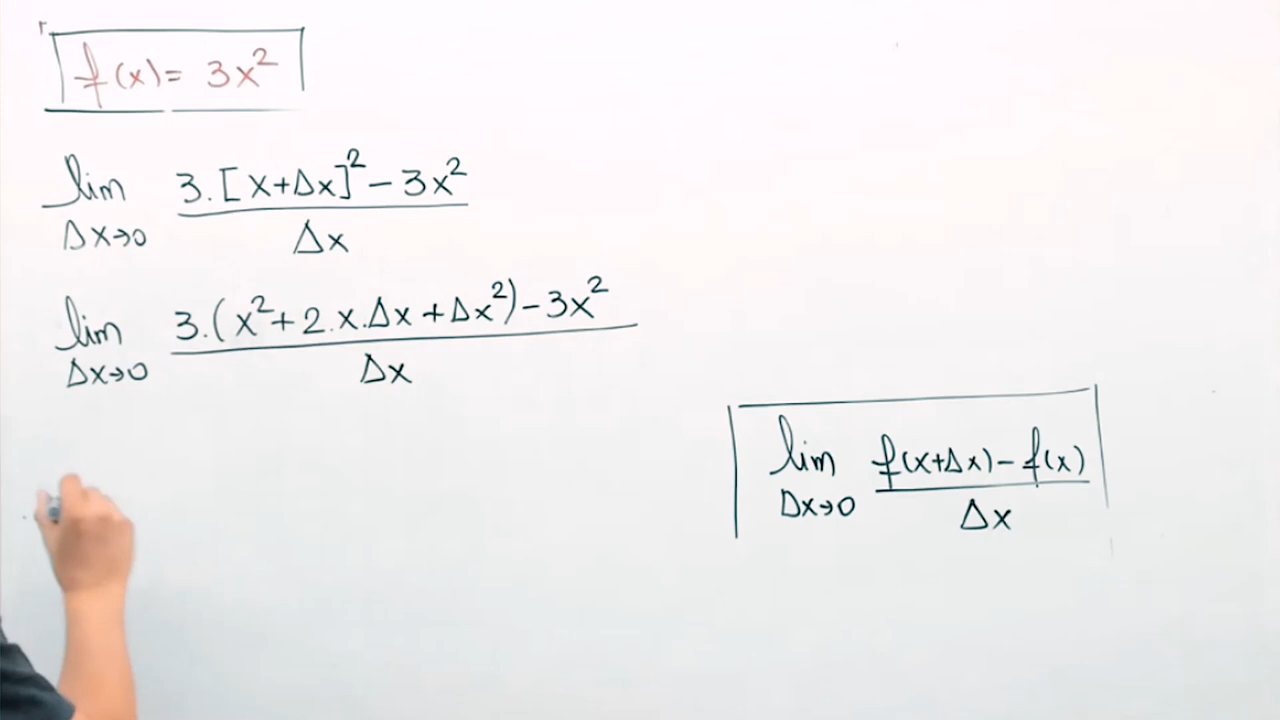 f(x) = 3x²
lim 3.[x+Δx]² - 3x²
Δx→0 Δx
lim 3.(x² + 2.x.Δx + Δx²) - 3x²
Δx→0 Δx
lim f(x+Δx) - f(x)
Δx→0 Δx